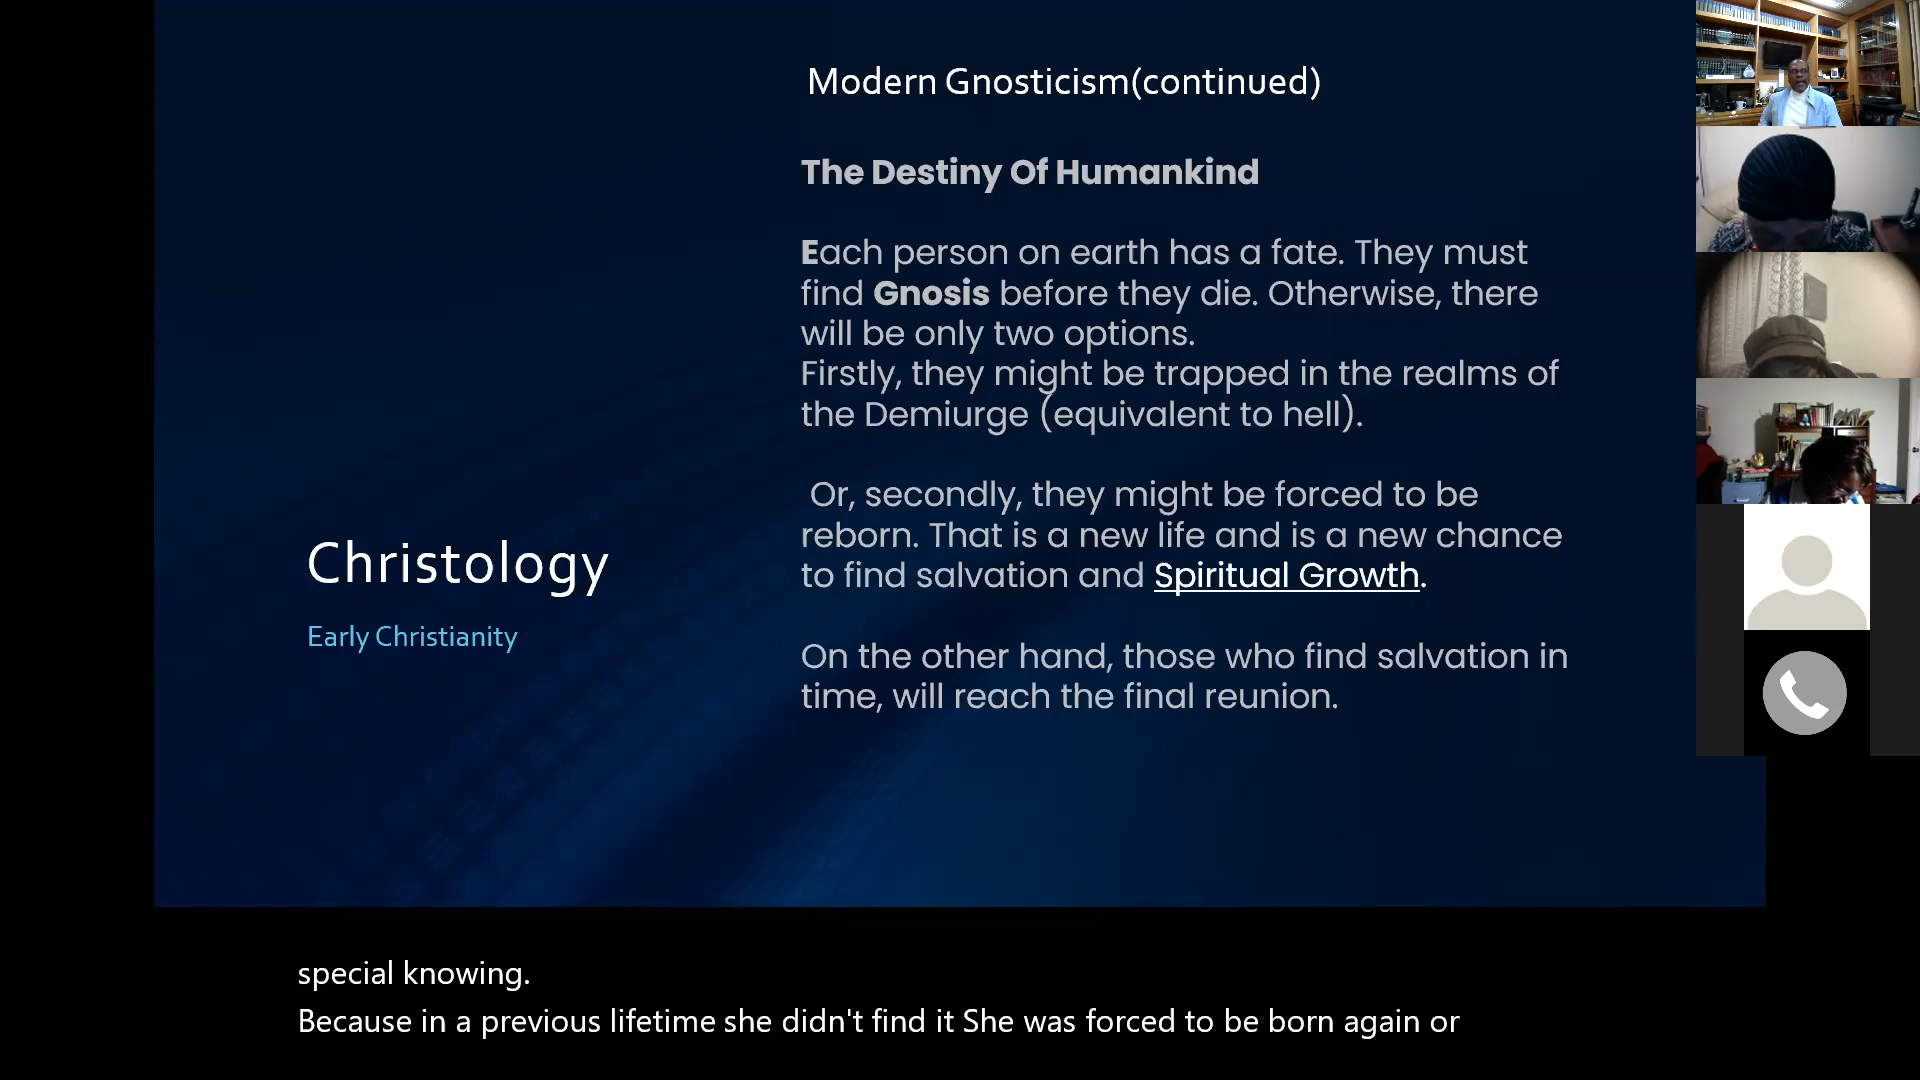 Modern Gnosticism(continued)
The Destiny Of Humankind
Each person on earth has a fate. They must
find Gnosis before they die. Otherwise, there
will be only two options.
Firstly, they might be trapped in the realms of
the Demiurge (equivalent to hell).
Or, secondly, they might be forced to be
reborn. That is a new life and is a new chance
to find salvation and Spiritual Growth.
On the other hand, those who find salvation in
time, will reach the final reunion.
Christology
Early Christianity
special knowing.
Because in a previous lifetime she didn't find it She was forced to be born again or